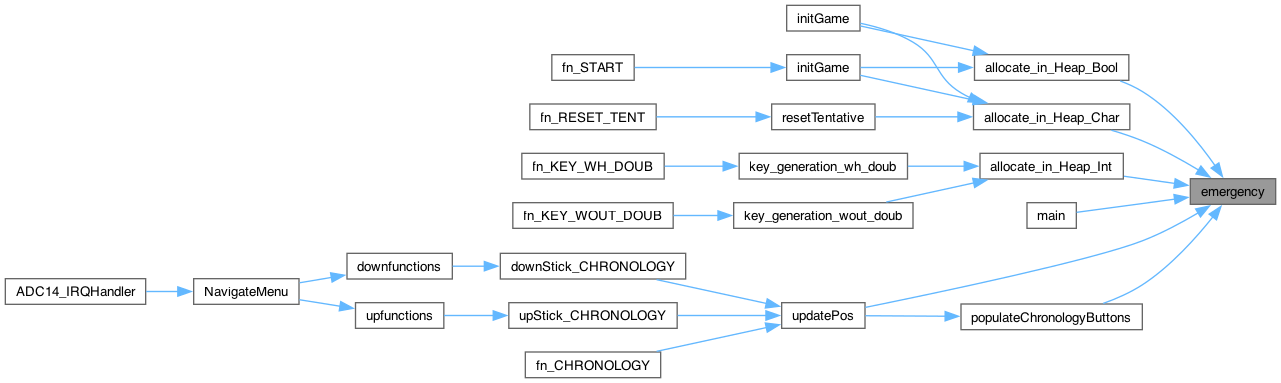 initGame
fn_START
initGame
allocate_in_Heap_Bool
fn_RESET_TENT
resetTentative
allocate_in_Heap_Char
fn_KEY_WH_DOUB
key_generation_wh_doub
allocate_in_Heap_Int
emergency
fn_KEY_WOUT_DOUB
key_generation_wout_doub
main
downfunctions
downStick_CHRONOLOGY
ADC14_IRQHandler
NavigateMenu
upfunctions
upStick_CHRONOLOGY
updatePos
populateChronologyButtons
fn_CHRONOLOGY